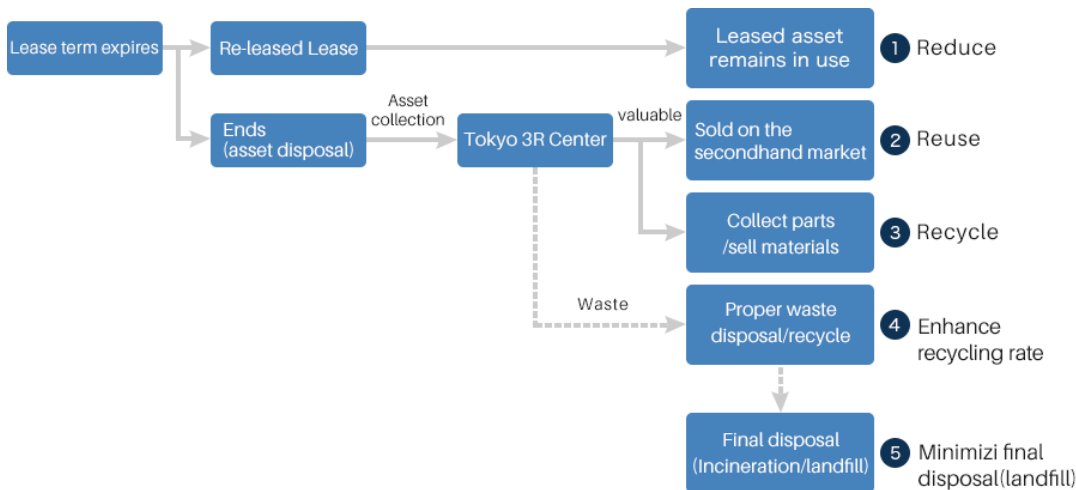 Lease term expires
Re-released Lease
Leased asset
remains in use
1 Reduce
Ends
(asset disposal)
Asset
collection
Tokyo 3R Center
valuable
Sold on the
secondhand market
2 Reuse
Collect parts
/sell materials
3 Recycle
Waste
Proper waste
disposal/recycle
4 Enhance
recycling rate
Final disposal
(Incineration/landfill)
5 Minimizi final
disposal(landfill)